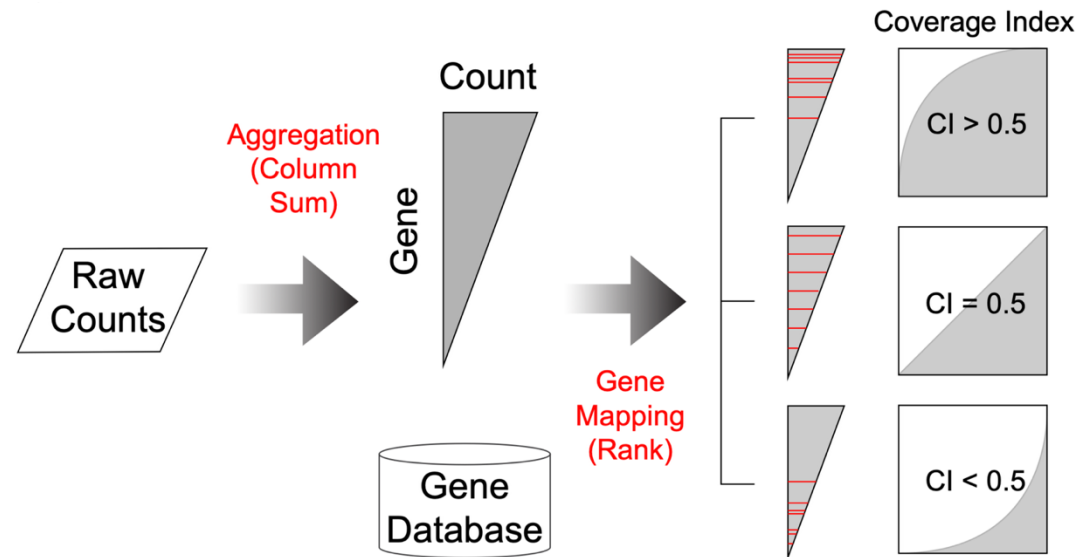 Raw
Counts
Aggregation
(Column
Sum)
Count
Gene
Gene
Database
Gene
Mapping
(Rank)
Coverage Index
CI > 0.5
CI = 0.5
CI < 0.5